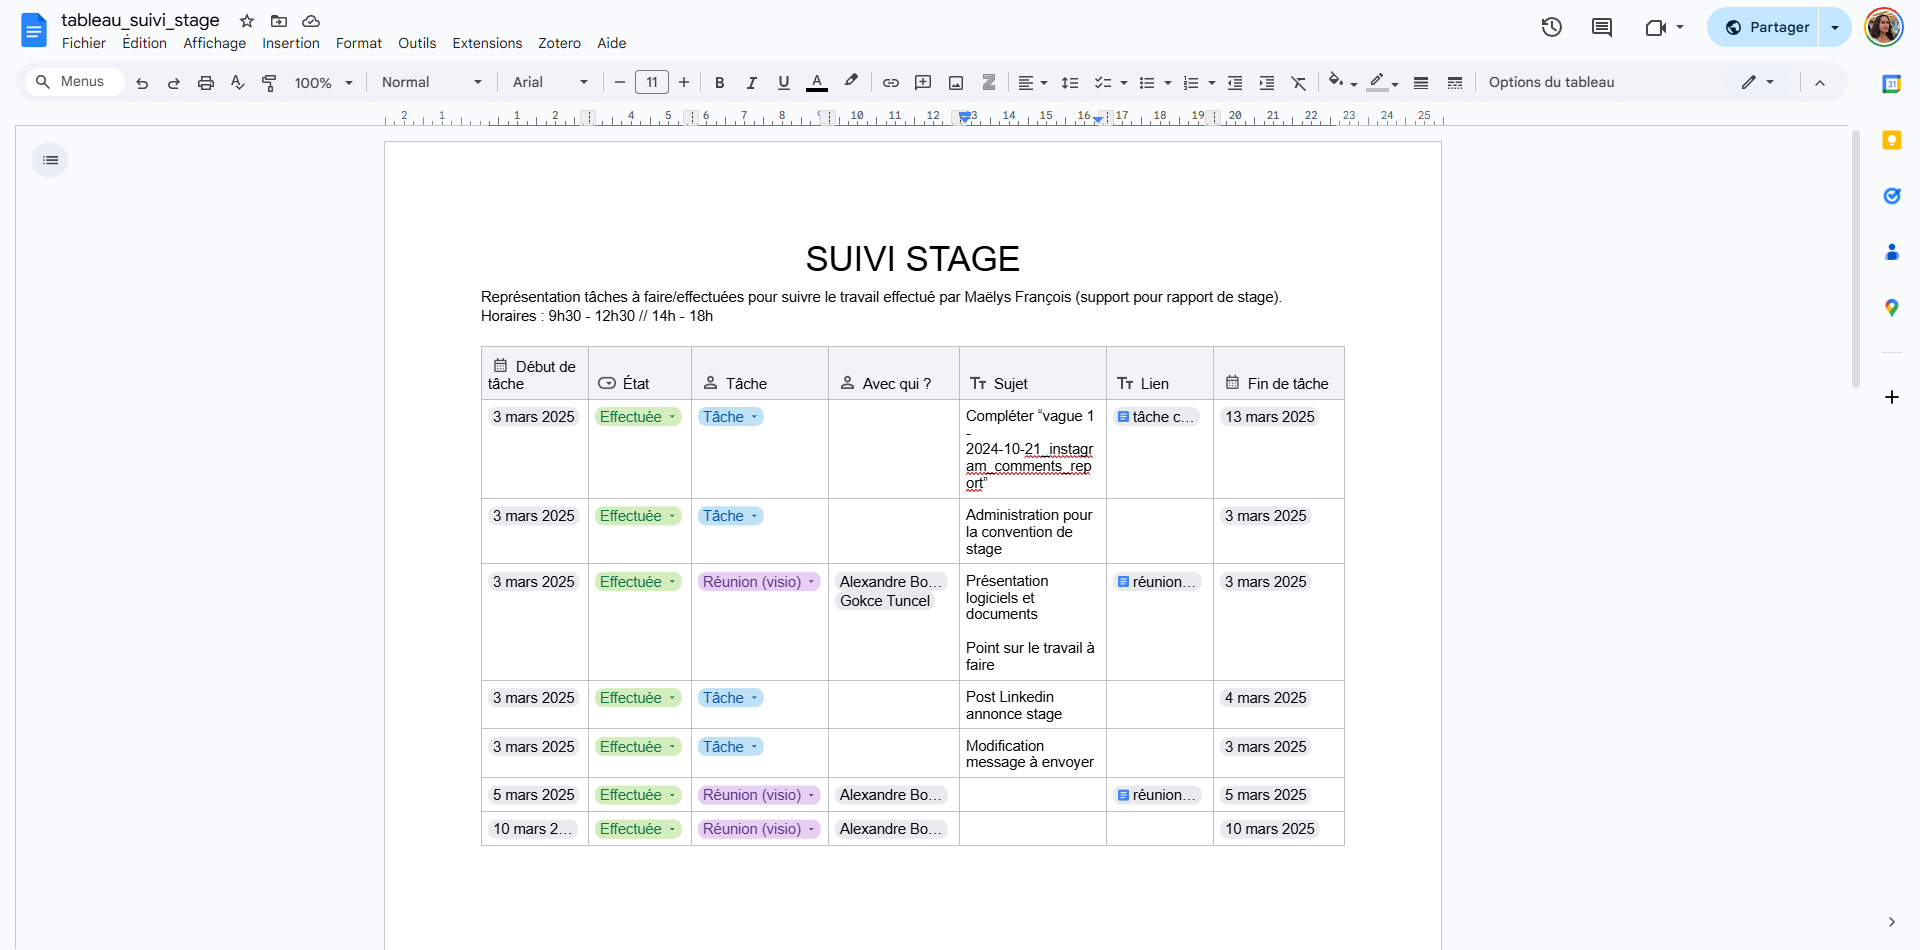 tableau_suivi_stage
Fichier Édition Affichage Insertion Format Outils Extensions Zotero Aide
Partager
Menus 100% Normal Arial 11 Options du tableau
2 1 1 2 4 5 6 7 8 10 11 12 14 15 16 17 18 19 20 21 22 23 24 25
SUIVI STAGE
Représentation tâches à faire/effectuées pour suivre le travail effectué par Maëlys François (support pour rapport de stage).
Horaires : 9h30 - 12h30 // 14h - 18h
Début de tâche État Tâche Avec qui ? Sujet Lien Fin de tâche
3 mars 2025 Effectuée Tâche Compléter “vague 1 tâche c... 13 mars 2025
-
2024-10-21_instagr
am_comments_rep
ort”
3 mars 2025 Effectuée Tâche Administration pour 3 mars 2025
la convention de
stage
3 mars 2025 Effectuée Réunion (visio) Alexandre Bo... Présentation réunion... 3 mars 2025
Gokce Tuncel logiciels et
documents
Point sur le travail à
faire
3 mars 2025 Effectuée Tâche Post Linkedin 4 mars 2025
annonce stage
3 mars 2025 Effectuée Tâche Modification 3 mars 2025
message à envoyer
5 mars 2025 Effectuée Réunion (visio) Alexandre Bo... réunion... 5 mars 2025
10 mars 2... Effectuée Réunion (visio) Alexandre Bo... 10 mars 2025
31